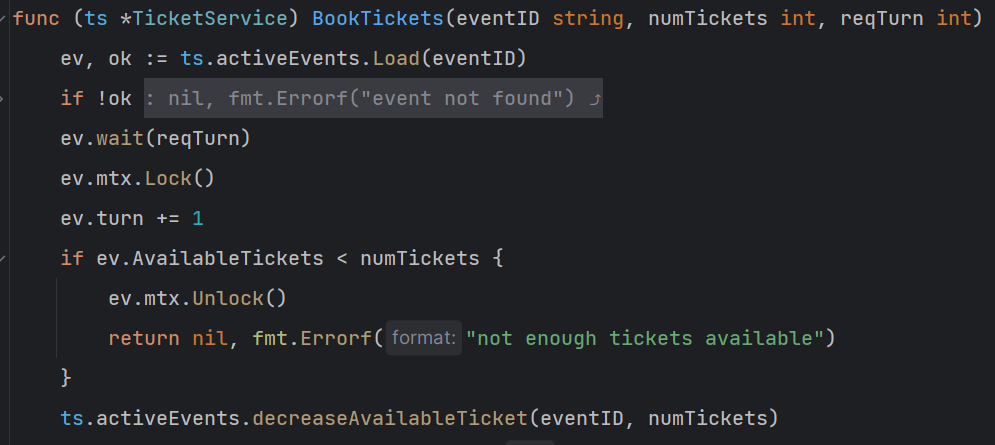 func (ts *TicketService) BookTickets(eventID string, numTickets int, reqTurn int)
    ev, ok := ts.activeEvents.Load(eventID)
    if !ok : nil, fmt.Errorf("event not found") ⤴
    ev.wait(reqTurn)
    ev.mtx.Lock()
    ev.turn += 1
    if ev.AvailableTickets < numTickets {
        ev.mtx.Unlock()
        return nil, fmt.Errorf( format: "not enough tickets available")
    }
    ts.activeEvents.decreaseAvailableTicket(eventID, numTickets)